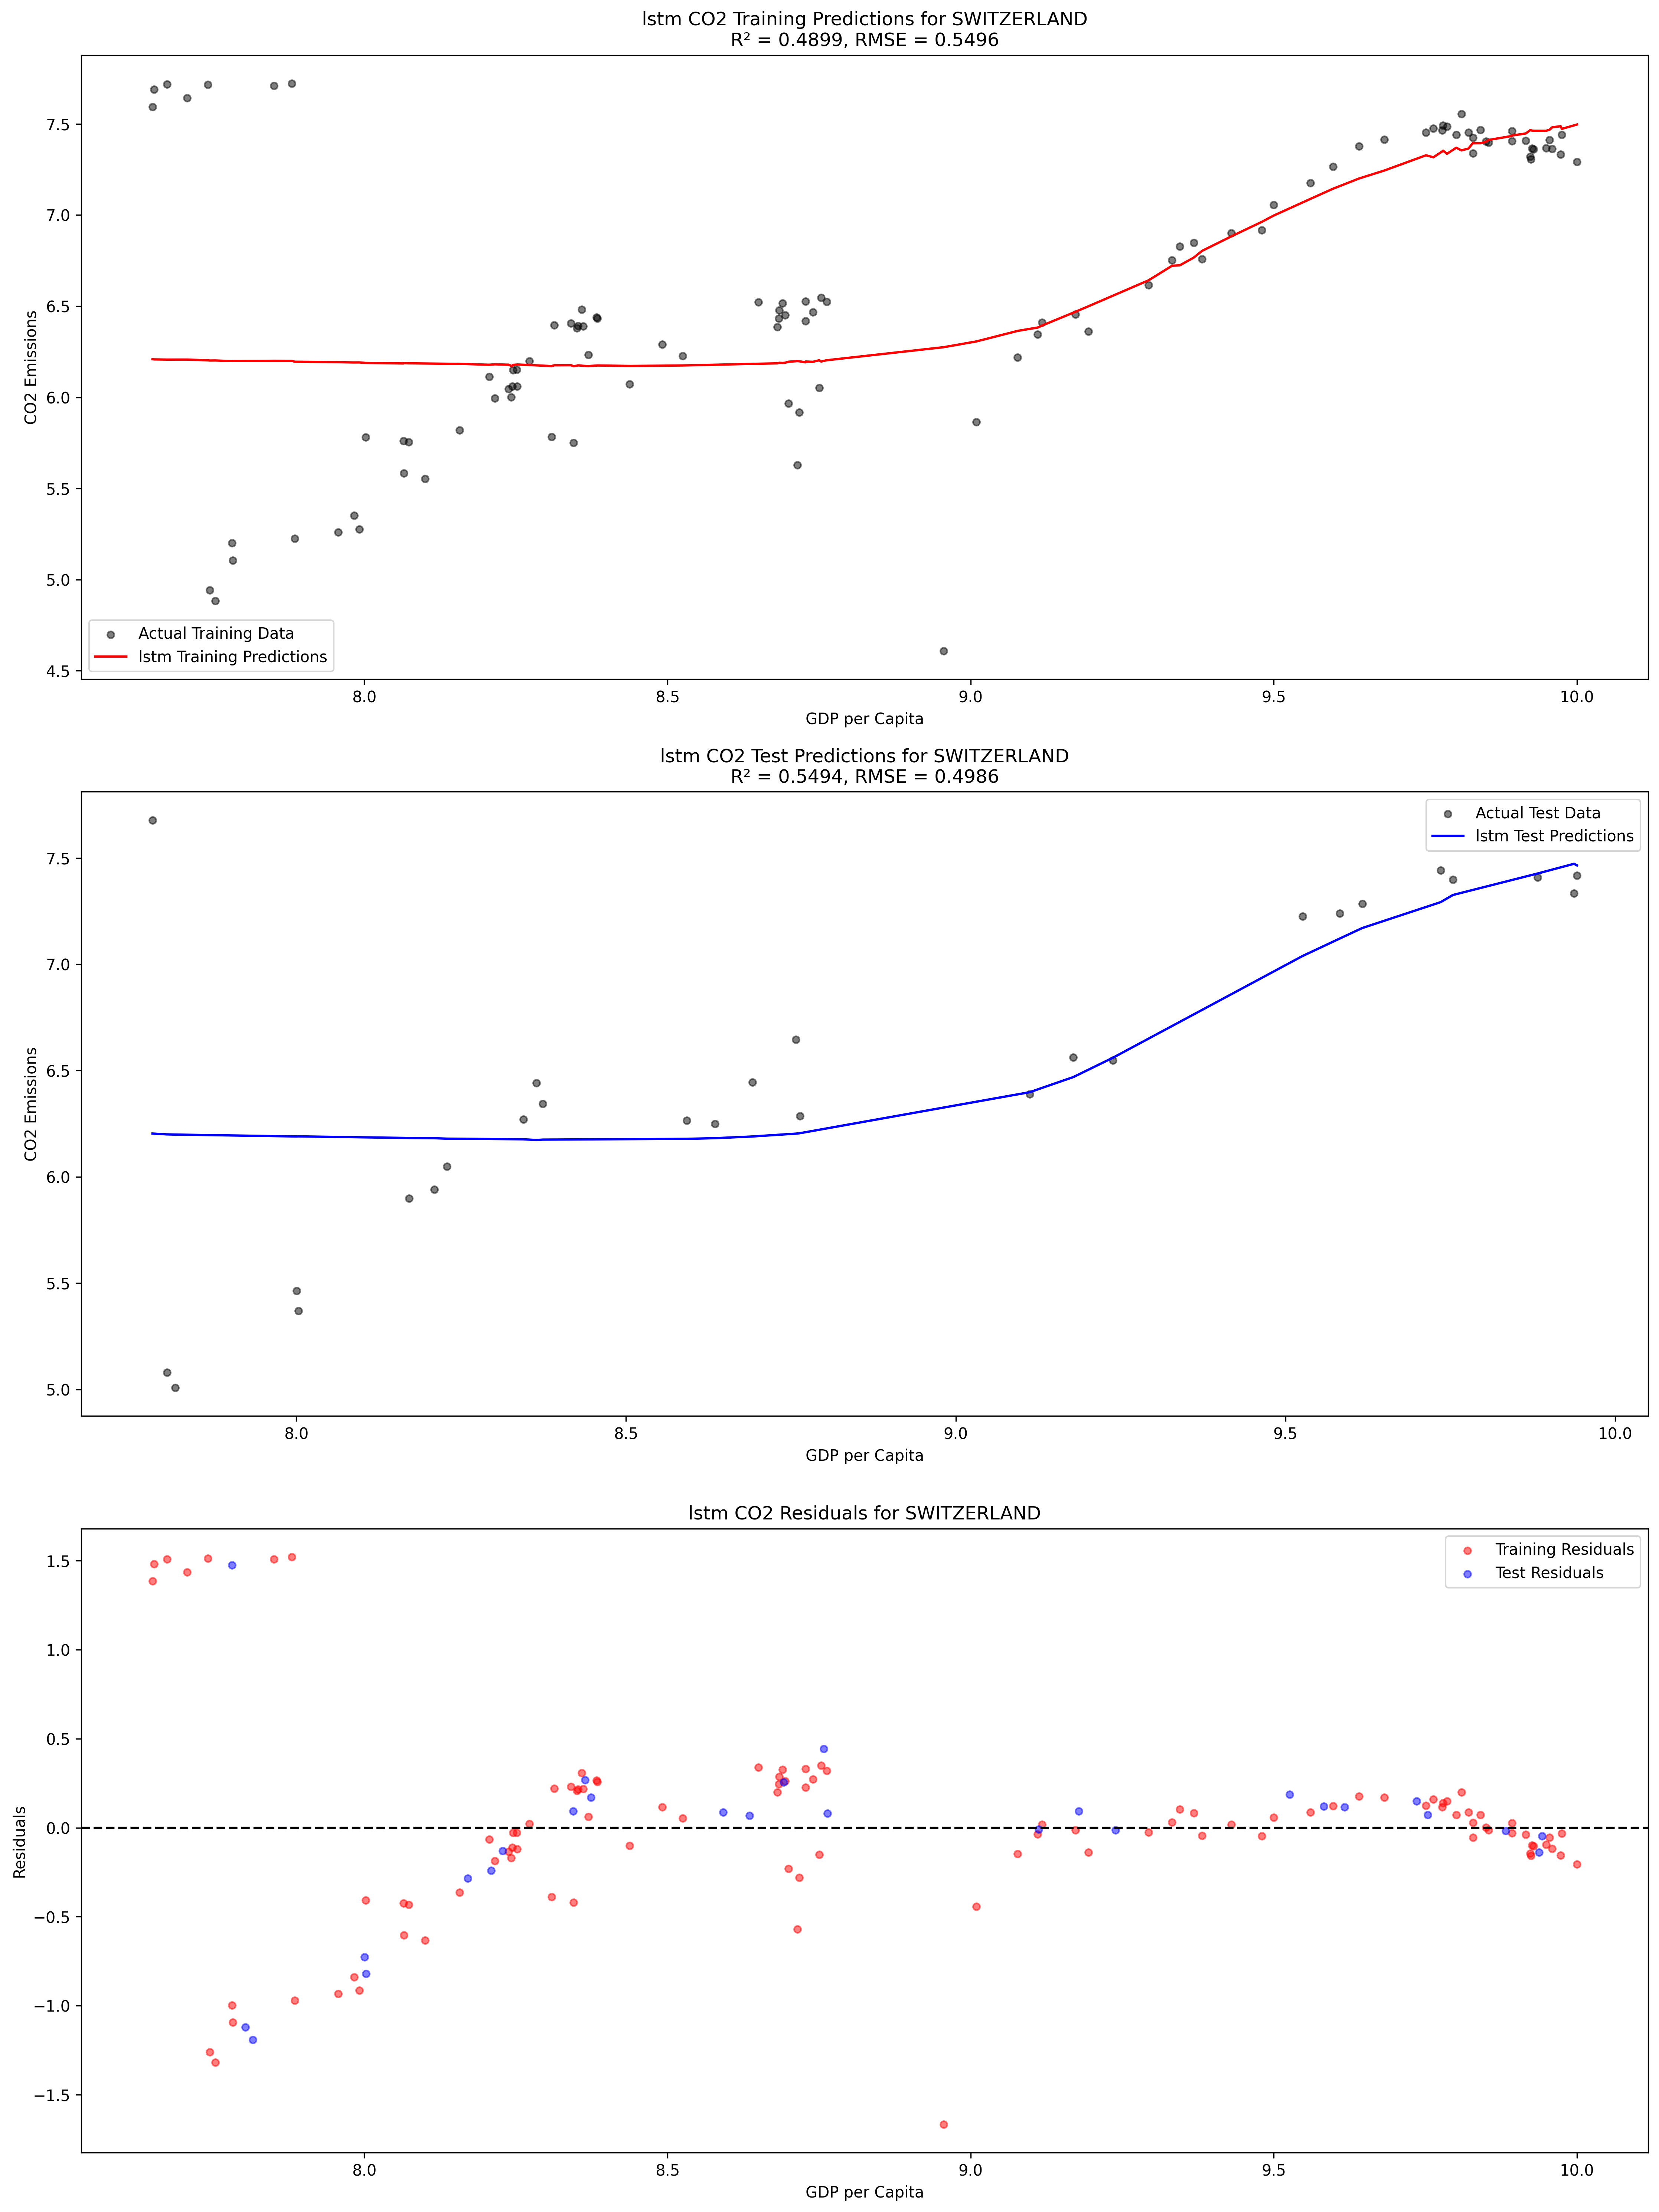 lstm CO2 Training Predictions for SWITZERLAND
R² = 0.4899, RMSE = 0.5496
7.5
7.0
6.5
6.0
5.5
5.0
4.5
CO2 Emissions
Actual Training Data
lstm Training Predictions
8.0 8.5 9.0 9.5 10.0
GDP per Capita
lstm CO2 Test Predictions for SWITZERLAND
R² = 0.5494, RMSE = 0.4986
Actual Test Data
lstm Test Predictions
7.5
7.0
6.5
6.0
5.5
5.0
CO2 Emissions
8.0 8.5 9.0 9.5 10.0
GDP per Capita
lstm CO2 Residuals for SWITZERLAND
Training Residuals
Test Residuals
1.5
1.0
0.5
0.0
−0.5
−1.0
−1.5
Residuals
8.0 8.5 9.0 9.5 10.0
GDP per Capita